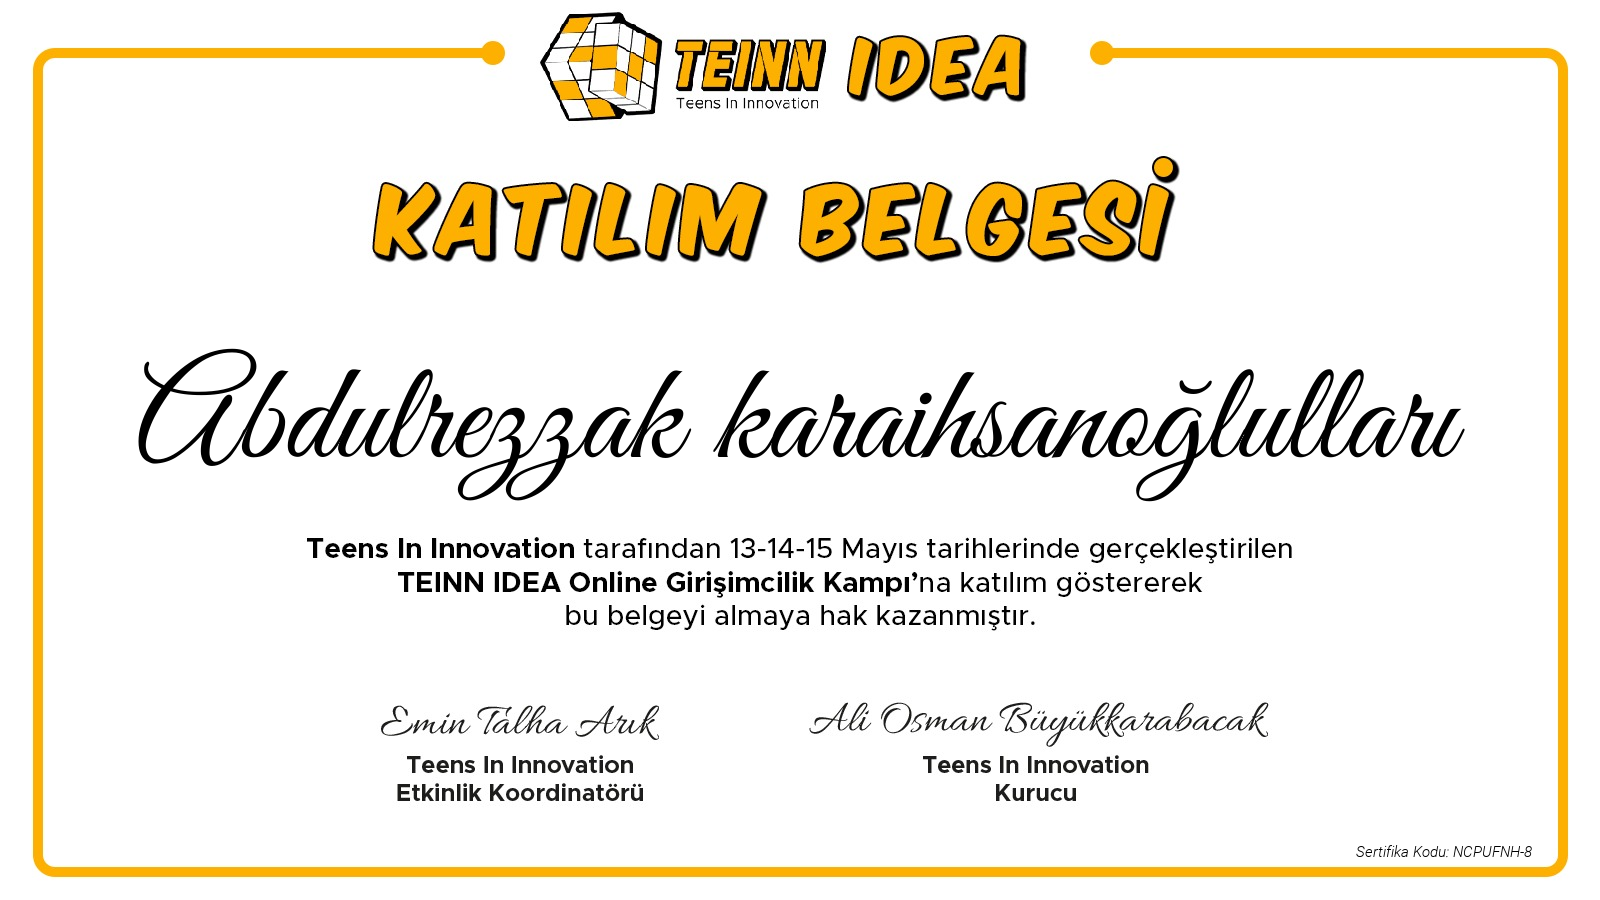 TEINN IDEA
Teens In Innovation
KATILIM BELGESİ
Abdulrezzak karaihsanoğlulları
Teens In Innovation tarafından 13-14-15 Mayıs tarihlerinde gerçekleştirilen
TEINN IDEA Online Girişimcilik Kampı’na katılım göstererek
bu belgeyi almaya hak kazanmıştır.
Emin Talha Arık
Teens In Innovation
Etkinlik Koordinatörü
Ali Osman Büyükkarabacak
Teens In Innovation
Kurucu
Sertifika Kodu: NCPUFNH-8